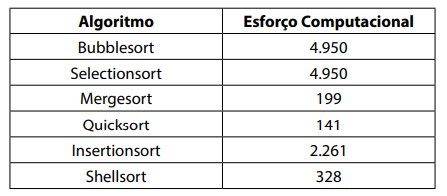 Algoritmo Esforço Computacional
Bubblesort 4.950
Selectionsort 4.950
Mergesort 199
Quicksort 141
Insertionsort 2.261
Shellsort 328